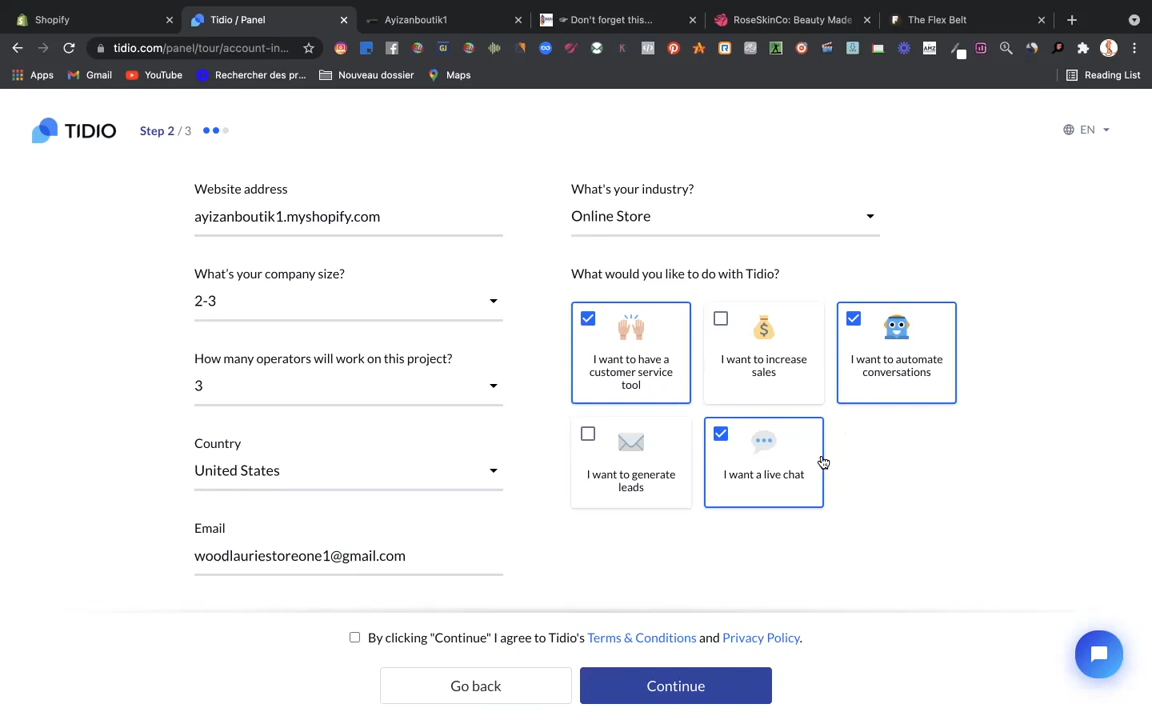 Shopify
Tidio / Panel
Ayizanboutik1
☞ Don't forget this...
RoseSkinCo: Beauty Made
The Flex Belt
tidio.com/panel/tour/account-in...
Apps
Gmail
YouTube
Rechercher des pr...
Nouveau dossier
Maps
Reading List
TIDIO
Step 2 / 3
EN
Website address
ayizanboutik1.myshopify.com
What's your industry?
Online Store
What's your company size?
2-3
What would you like to do with Tidio?
I want to have a
customer service
tool
I want to increase
sales
I want to automate
conversations
How many operators will work on this project?
3
I want to generate
leads
I want a live chat
Country
United States
Email
woodlauriestoreone1@gmail.com
By clicking "Continue" I agree to Tidio's Terms & Conditions and Privacy Policy.
Go back
Continue